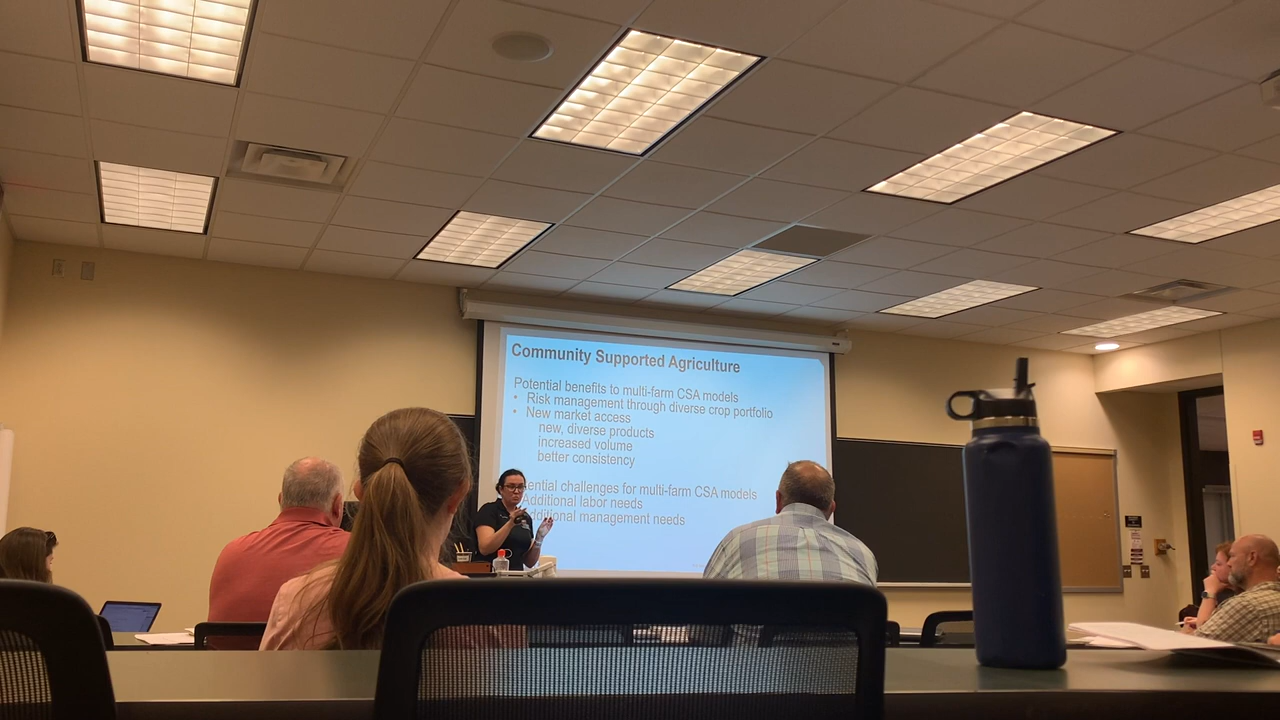 Community Supported Agriculture
Potential benefits to multi-farm CSA models
• Risk management through diverse crop portfolio
• New market access
new, diverse products
increased volume
better consistency
ential challenges for multi-farm CSA models
Additional labor needs
dditional management needs